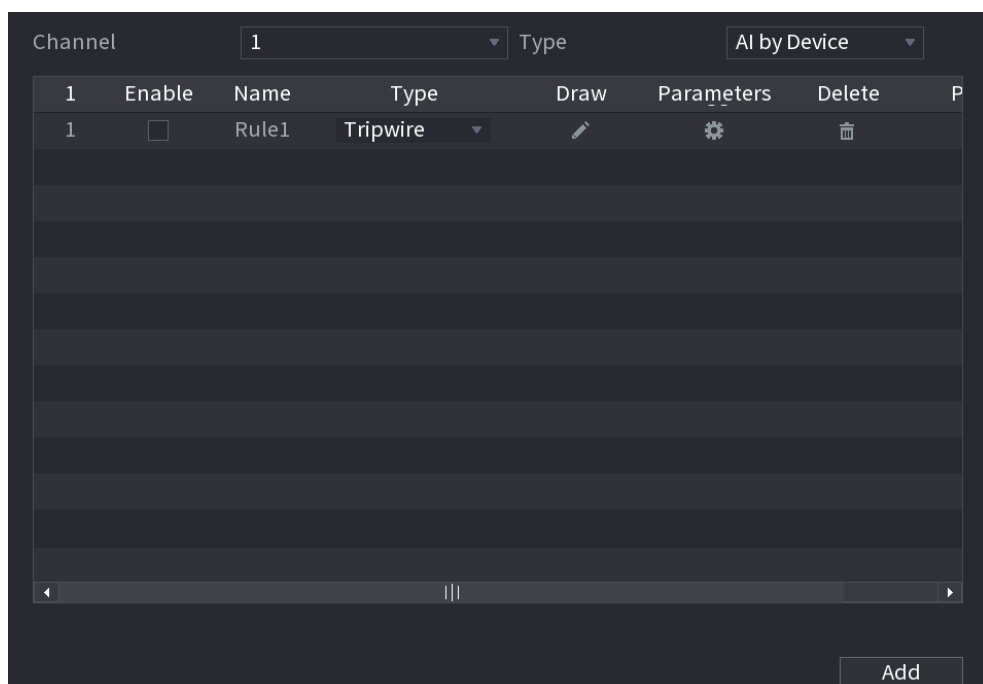 Channel 1 Type AI by Device
1 Enable Name Type Draw Parameters Delete P
1 Rule1 Tripwire
Add